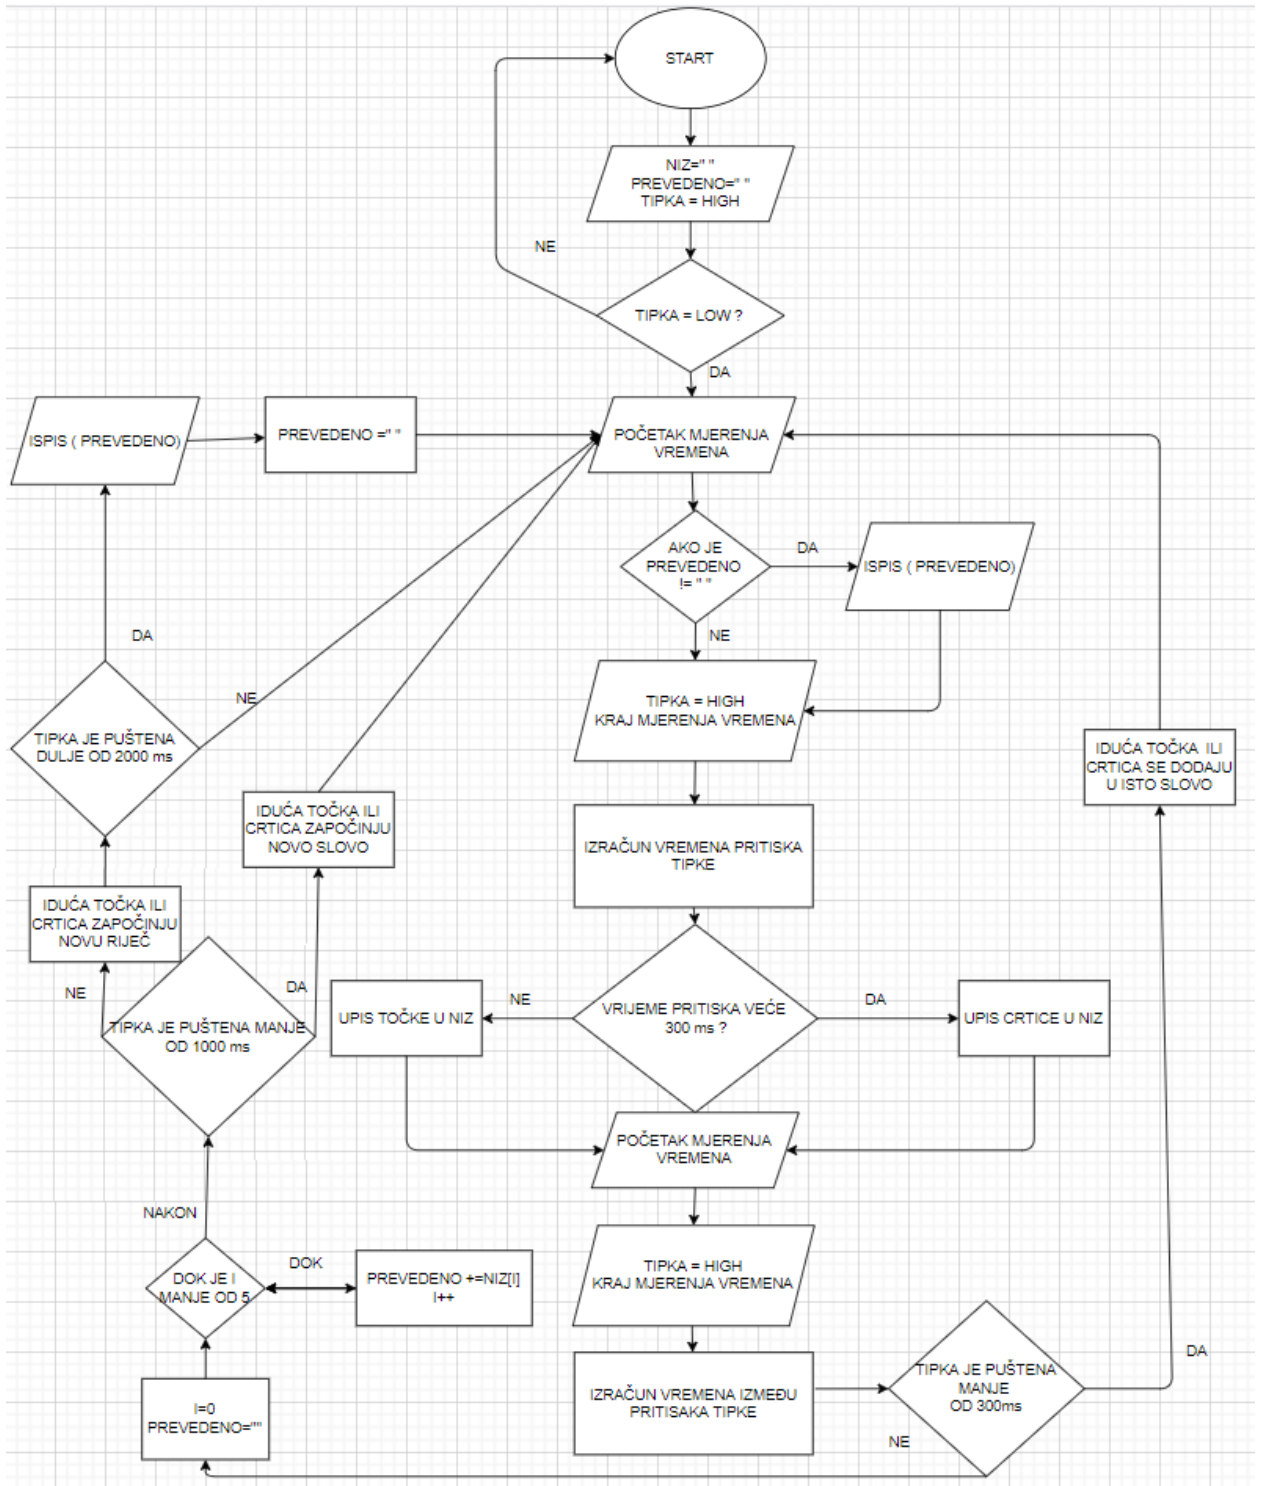 START
NIZ=" "
PREVEDENO=" "
TIPKA = HIGH
NE
TIPKA = LOW ?
DA
ISPIS ( PREVEDENO)
PREVEDENO =" "
POČETAK MJERENJA
VREMENA
AKO JE
PREVEDENO
!= " "
DA
ISPIS ( PREVEDENO)
NE
DA
NE
TIPKA = HIGH
KRAJ MJERENJA VREMENA
TIPKA JE PUŠTENA
DULJE OD 2000 ms
IDUĆA TOČKA ILI
CRTICA SE DODAJU
U ISTO SLOVO
IDUĆA TOČKA ILI
CRTICA ZAPOČINJU
NOVO SLOVO
IZRAČUN VREMENA PRITISKA
TIPKE
IDUĆA TOČKA ILI
CRTICA ZAPOČINJU
NOVU RIJEČ
NE
DA
TIPKA JE PUŠTENA MANJE
OD 1000 ms
UPIS TOČKE U NIZ
NE
VRIJEME PRITISKA VEĆE
300 ms ?
DA
UPIS CRTICE U NIZ
POČETAK MJERENJA
VREMENA
NAKON
DOK JE I
MANJE OD 5
DOK
PREVEDENO +=NIZ[I]
I++
TIPKA = HIGH
KRAJ MJERENJA VREMENA
I=0
PREVEDENO=""
IZRAČUN VREMENA IZMEĐU
PRITISAKA TIPKE
TIPKA JE PUŠTENA
MANJE
OD 300ms
DA
NE